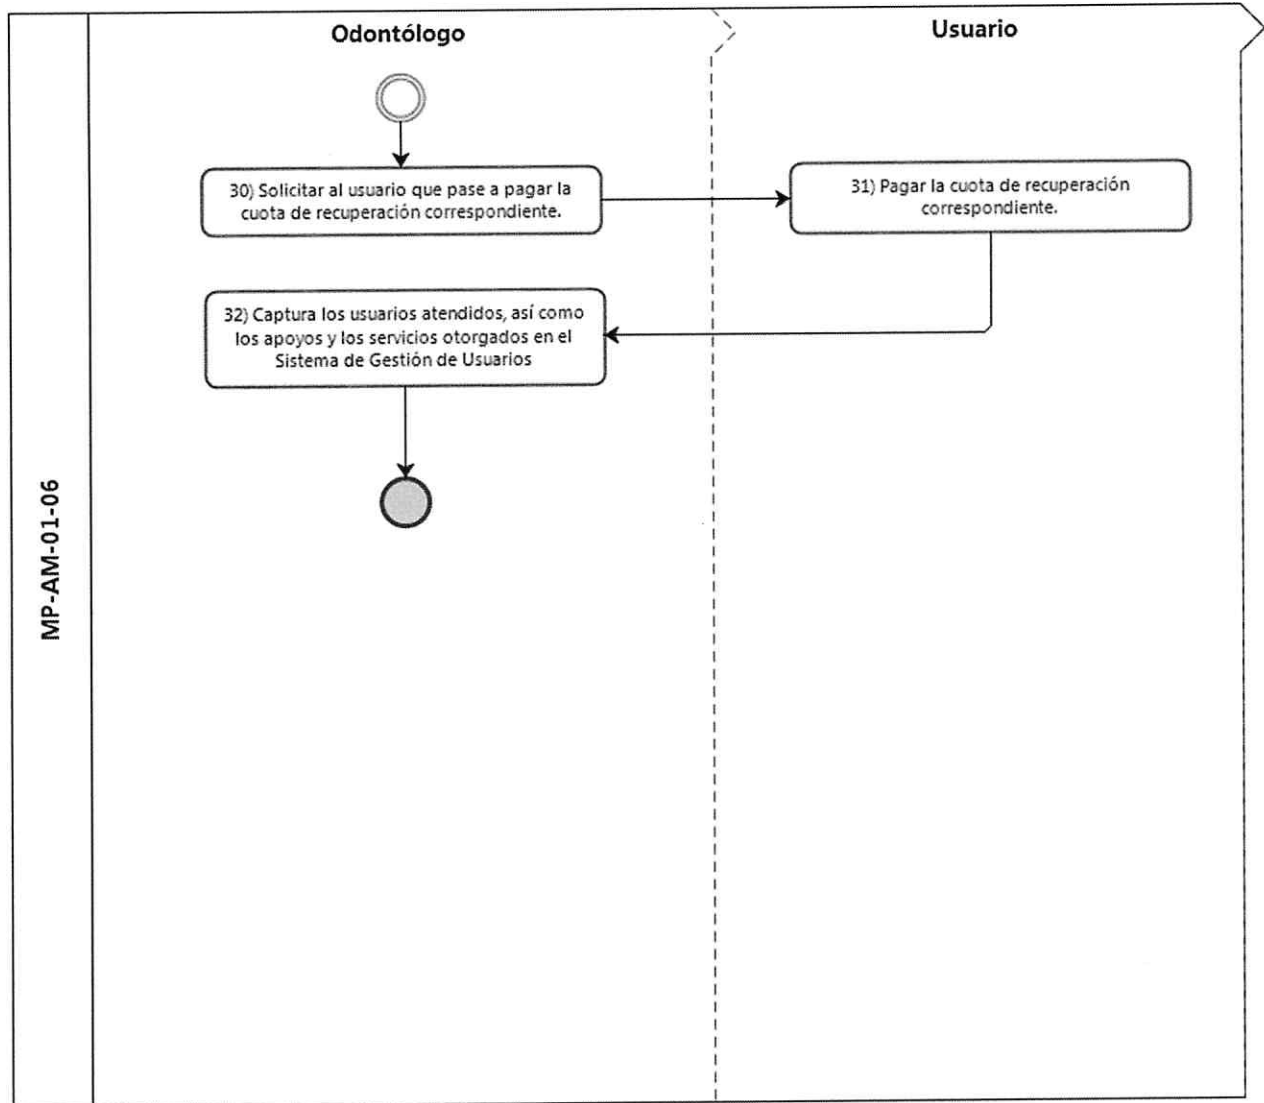 Odontólogo
Usuario
30) Solicitar al usuario que pase a pagar la
cuota de recuperación correspondiente.
31) Pagar la cuota de recuperación
correspondiente.
32) Captura los usuarios atendidos, así como
los apoyos y los servicios otorgados en el
Sistema de Gestión de Usuarios
MP-AM-01-06